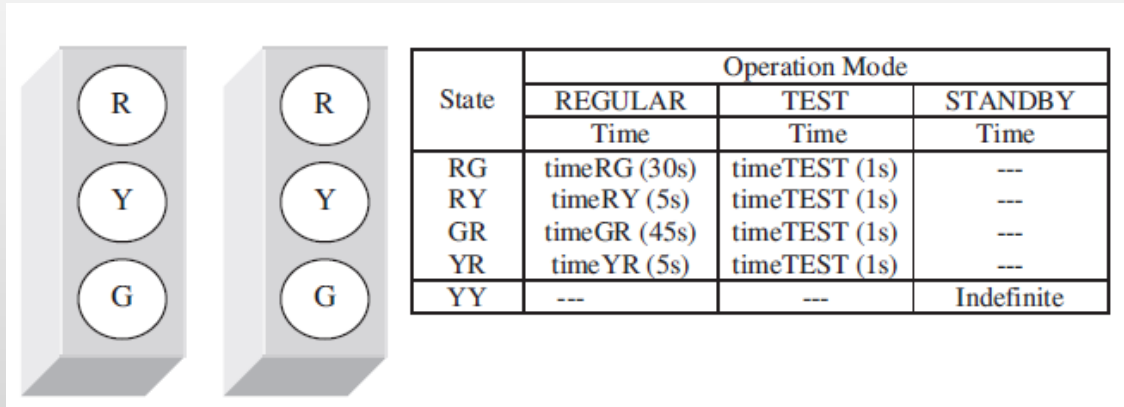 R
Y
G
R
Y
G
Operation Mode
State REGULAR TEST STANDBY
Time Time Time
RG timeRG (30s) timeTEST (1s) ---
RY timeRY (5s) timeTEST (1s) ---
GR timeGR (45s) timeTEST (1s) ---
YR timeYR (5s) timeTEST (1s) ---
YY --- --- Indefinite